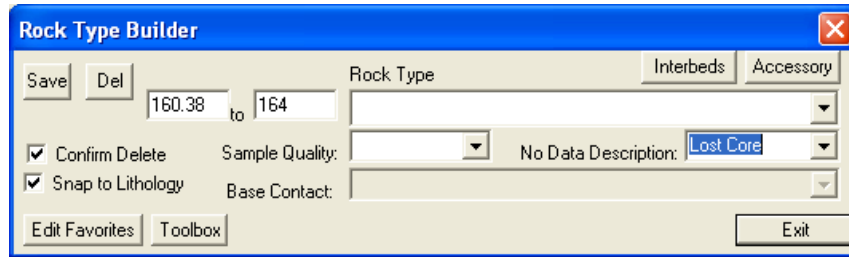 Rock Type Builder
Save Del Rock Type Interbeds Accessory
160.38 to 164
Confirm Delete Sample Quality: No Data Description: Lost Core
Snap to Lithology Base Contact:
Edit Favorites Toolbox Exit